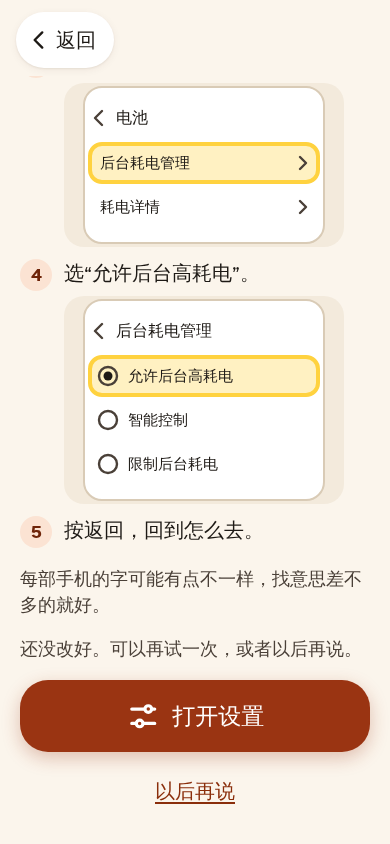 返回
电池
后台耗电管理
耗电详情
4 选“允许后台高耗电”。
后台耗电管理
允许后台高耗电
智能控制
限制后台耗电
5 按返回，回到怎么去。
每部手机的字可能有点不一样，找意思差不
多的就好。
还没改好。可以再试一次，或者以后再说。
打开设置
以后再说